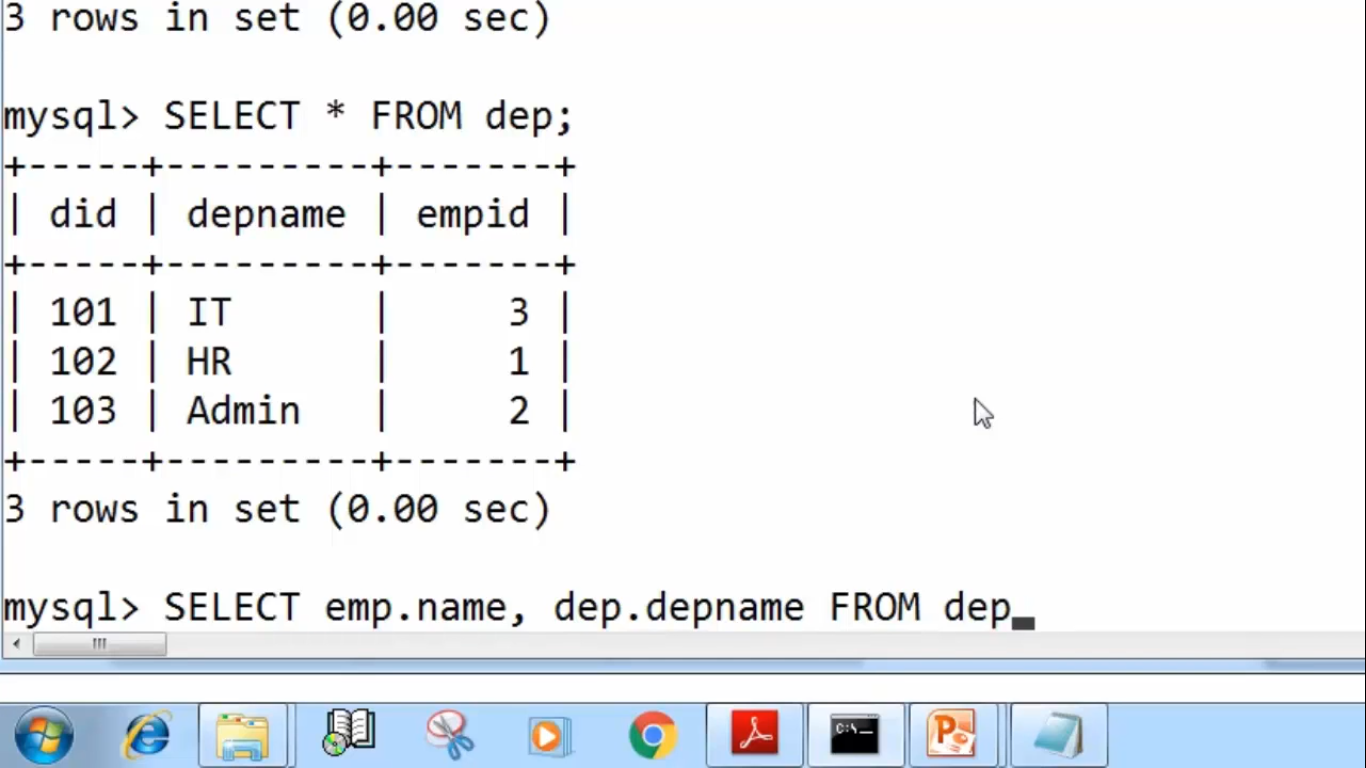 3 rows in set (0.00 sec)
mysql> SELECT * FROM dep;
+-----+---------+-------+
| did | depname | empid |
+-----+---------+-------+
| 101 | IT      |     3 |
| 102 | HR      |     1 |
| 103 | Admin   |     2 |
+-----+---------+-------+
3 rows in set (0.00 sec)
mysql> SELECT emp.name, dep.depname FROM dep